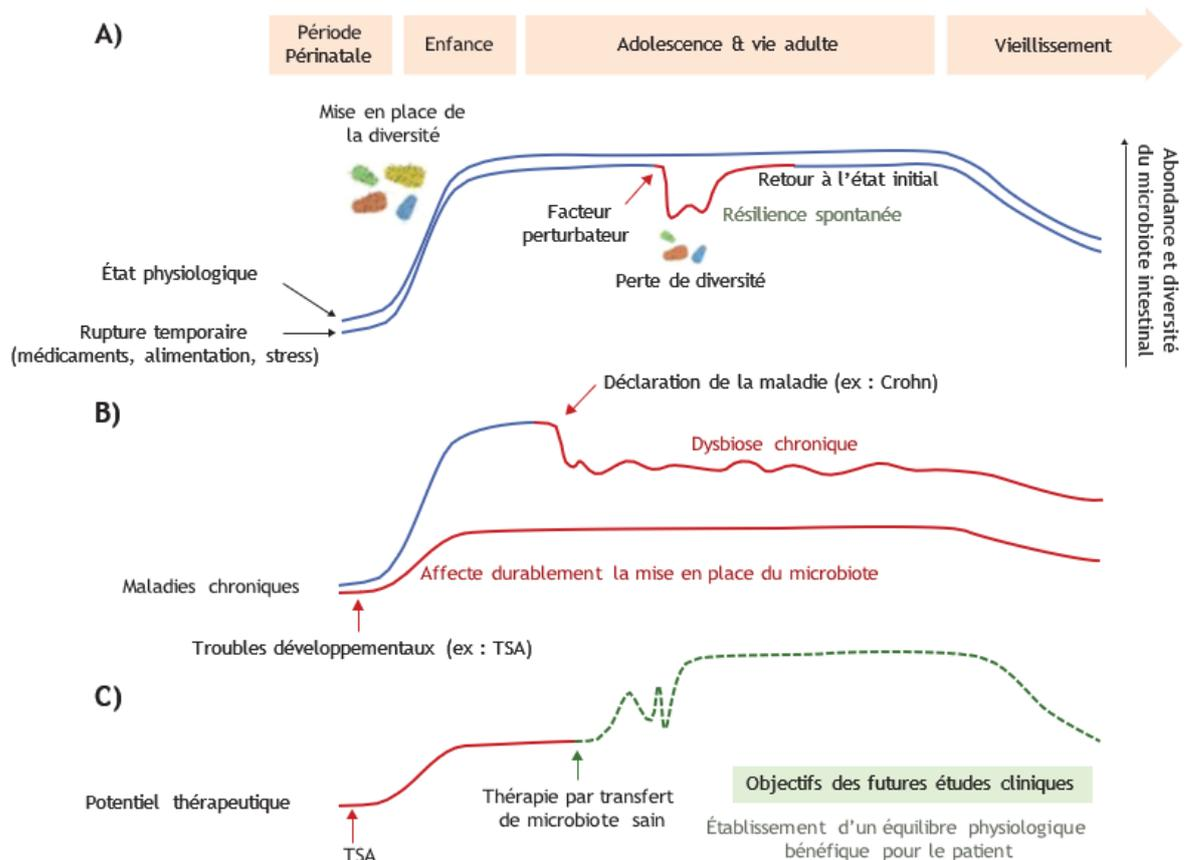 A)
Période
Périnatale
Enfance
Adolescence & vie adulte
Vieillissement
Mise en place de
la diversité
Abondance et diversité
du microbiote intestinal
Retour à l'état initial
Facteur
perturbateur
Résilience spontanée
Perte de diversité
État physiologique
Rupture temporaire
(médicaments, alimentation, stress)
B)
Déclaration de la maladie (ex : Crohn)
Dysbiose chronique
Affecte durablement la mise en place du microbiote
Maladies chroniques
Troubles développementaux (ex : TSA)
C)
Potentiel thérapeutique
Thérapie par transfert
de microbiote sain
Objectifs des futures études cliniques
Établissement d'un équilibre physiologique
bénéfique pour le patient
TSA